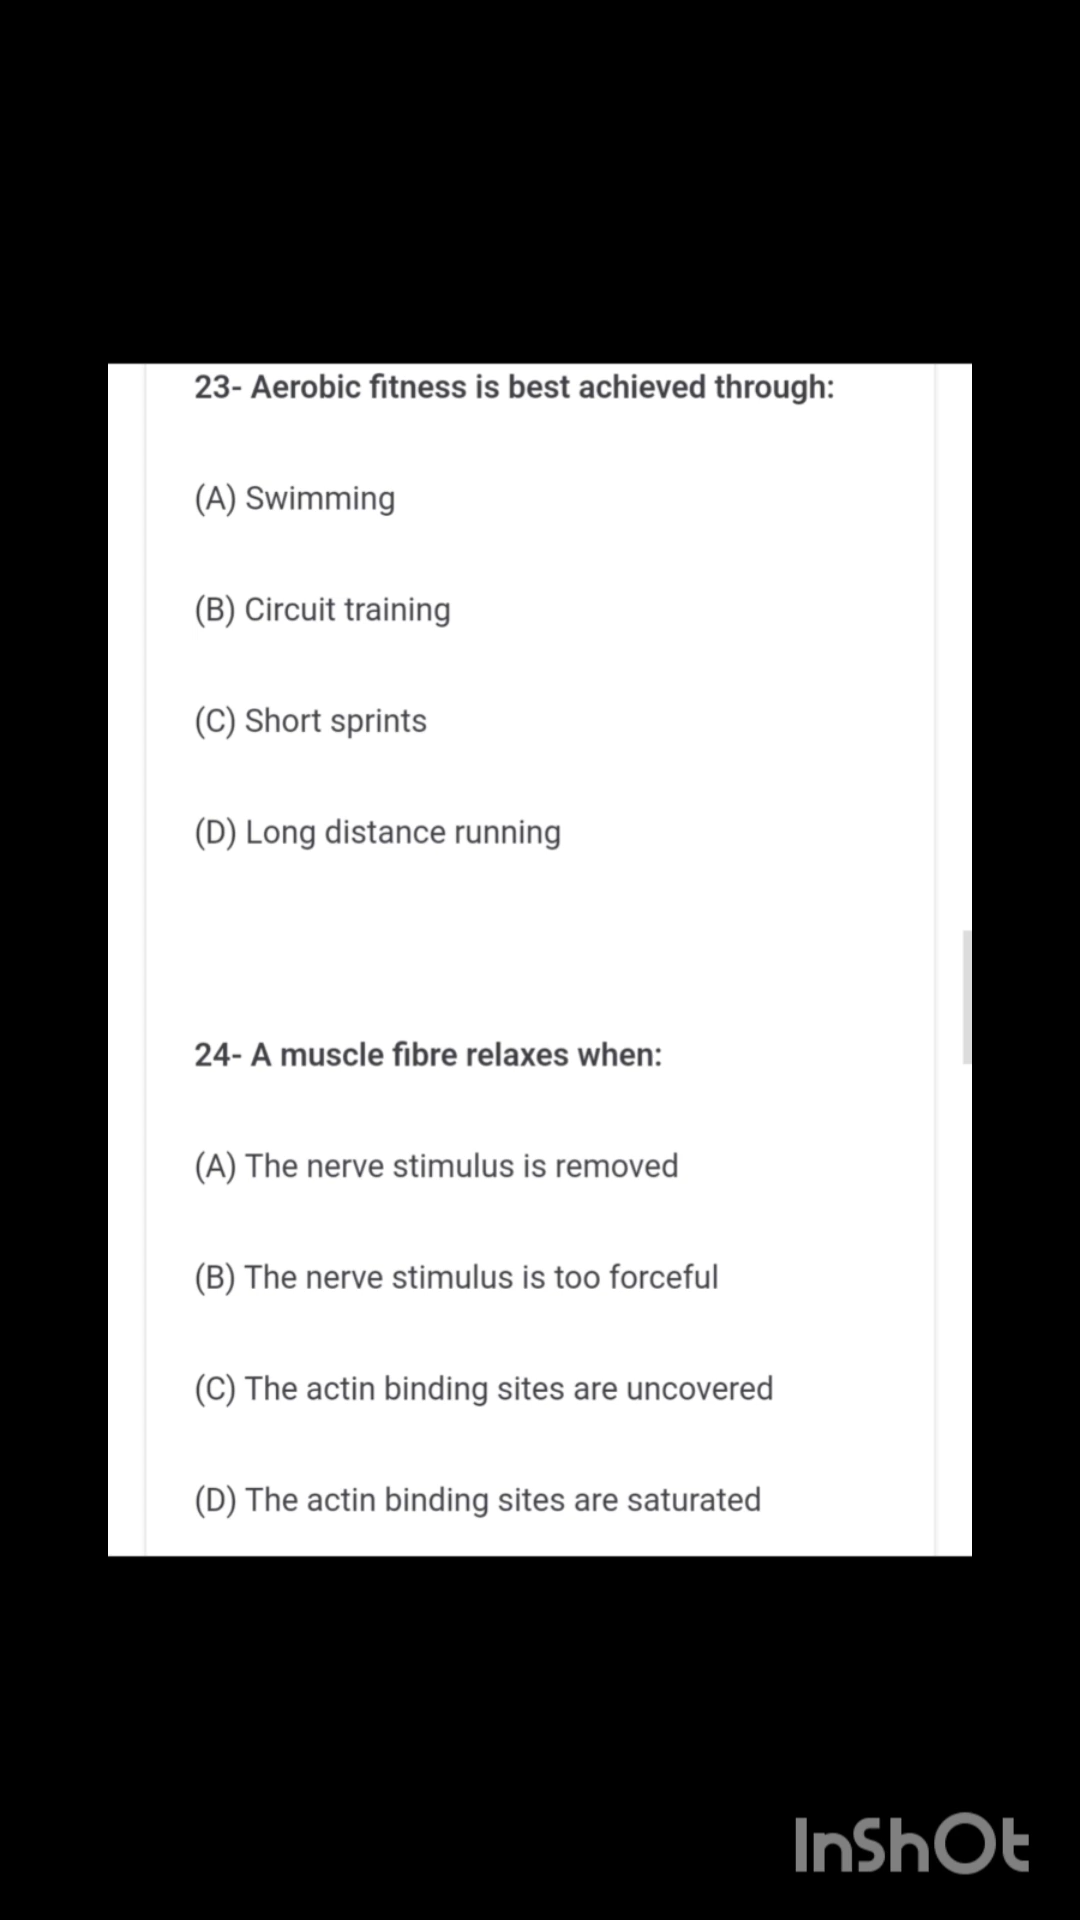 23- Aerobic fitness is best achieved through:
(A) Swimming
(B) Circuit training
(C) Short sprints
(D) Long distance running
24- A muscle fibre relaxes when:
(A) The nerve stimulus is removed
(B) The nerve stimulus is too forceful
(C) The actin binding sites are uncovered
(D) The actin binding sites are saturated
InShOt